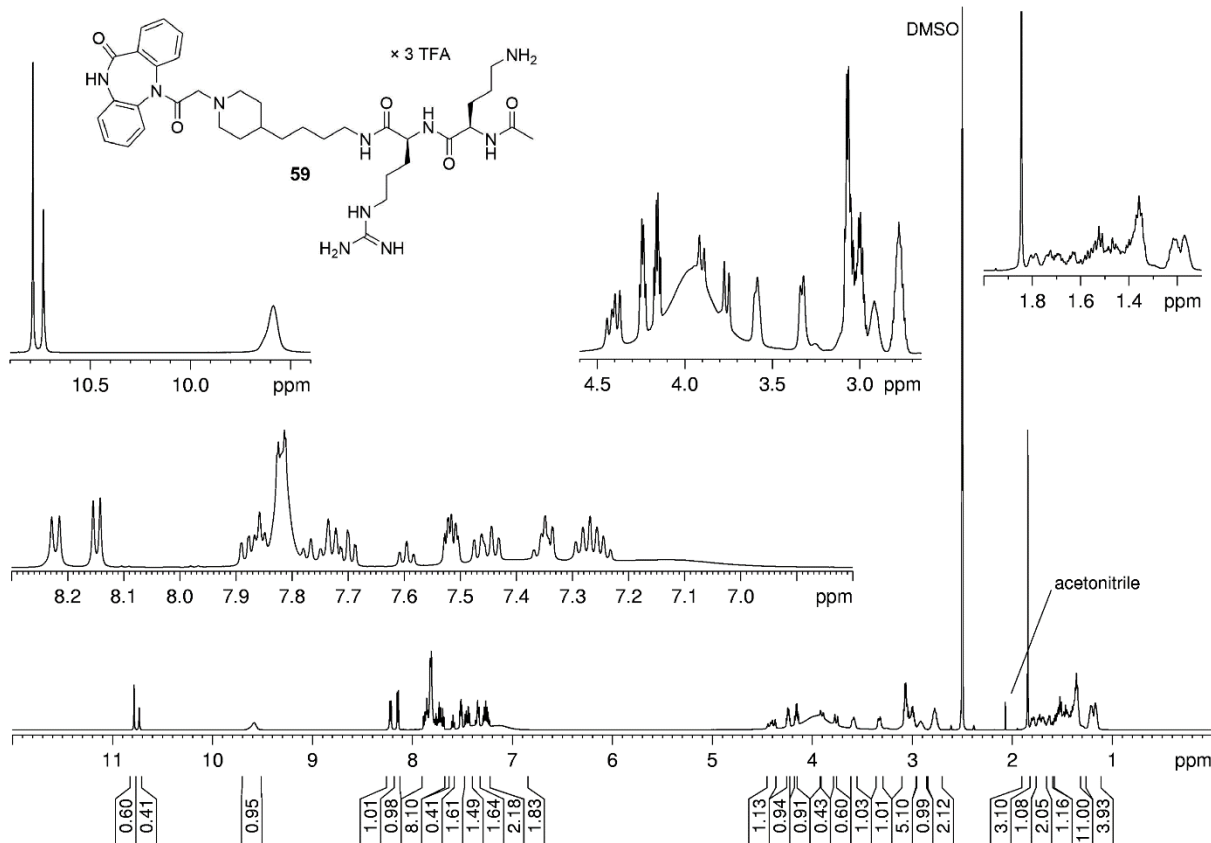 O
HN
N
O
N
N
H
O
H
N
O
N
H
O
NH2
× 3 TFA
59
HN
H2N
NH
DMSO
10.5 10.0 ppm
4.5 4.0 3.5 3.0 ppm
1.8 1.6 1.4 ppm
8.2 8.1 8.0 7.9 7.8 7.7 7.6 7.5 7.4 7.3 7.2 7.1 7.0 ppm
acetonitrile
11 10 9 8 7 6 5 4 3 2 1 ppm
0.60 0.41 0.95 1.01 0.98 8.10 0.41 1.61 1.49 1.64 2.18 1.83 1.13 0.94 0.91 0.43 0.60 1.03 1.01 5.10 0.99 2.12 3.10 1.08 2.05 1.16 11.00 3.93